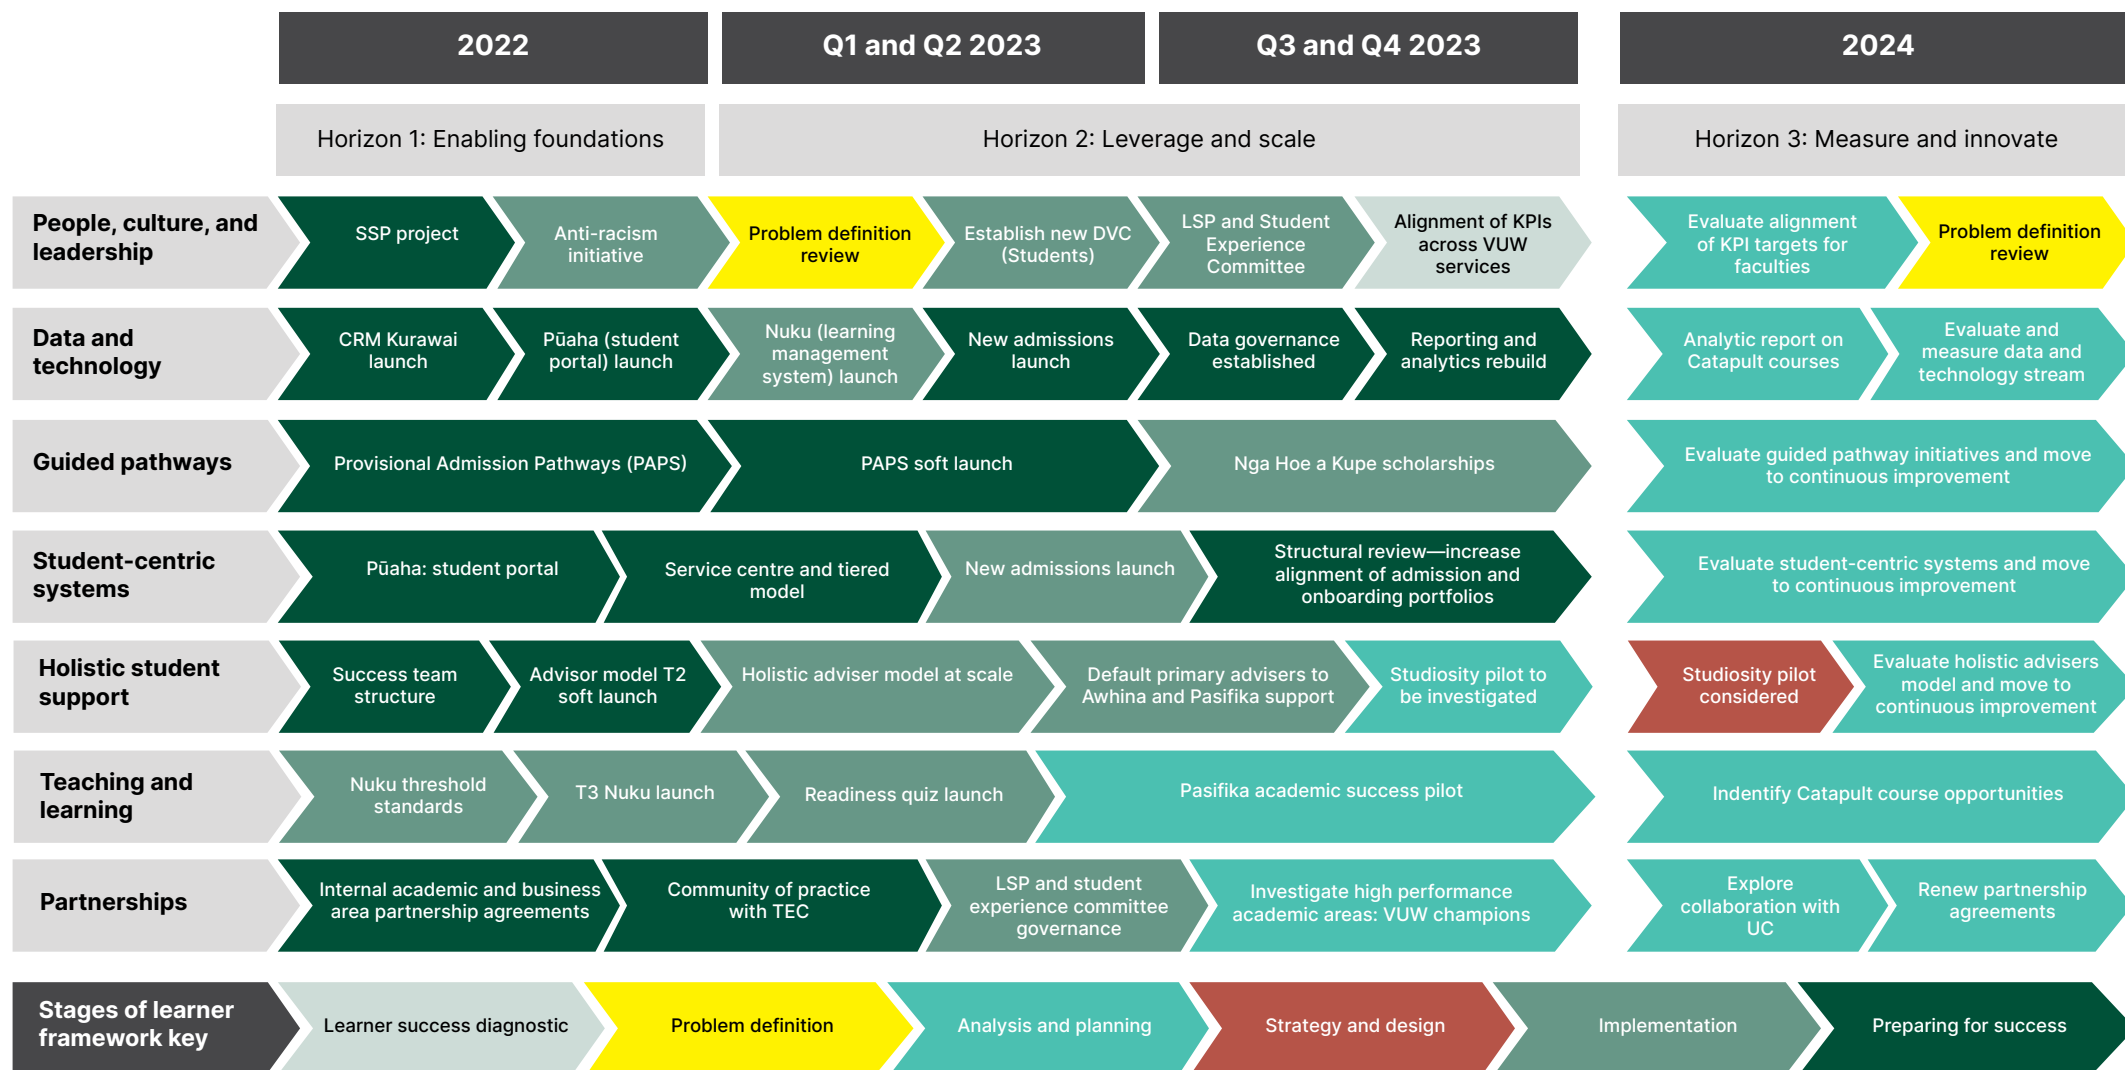 2022
Q1 and Q2 2023
Q3 and Q4 2023
2024
Horizon 1: Enabling foundations
Horizon 2: Leverage and scale
Horizon 3: Measure and innovate
People, culture, and
leadership
SSP project
Anti-racism
initiative
Problem definition
review
Establish new DVC
(Students)
LSP and Student
Experience
Committee
Alignment of KPIs
across VUW
services
Evaluate alignment
of KPI targets for
faculties
Problem definition
review
Data and
technology
CRM Kurawai
launch
Pūaha (student
portal) launch
Nuku (learning
management
system) launch
New admissions
launch
Data governance
established
Reporting and
analytics rebuild
Analytic report on
Catapult courses
Evaluate and
measure data and
technology stream
Guided pathways
Provisional Admission Pathways (PAPS)
PAPS soft launch
Nga Hoe a Kupe scholarships
Evaluate guided pathway initiatives and move
to continuous improvement
Student-centric
systems
Pūaha: student portal
Service centre and tiered
model
New admissions launch
Structural review—increase
alignment of admission and
onboarding portfolios
Evaluate student-centric systems and move
to continuous improvement
Holistic student
support
Success team
structure
Advisor model T2
soft launch
Holistic adviser model at scale
Default primary advisers to
Awhina and Pasifika support
Studiosity pilot to
be investigated
Studiosity pilot
considered
Evaluate holistic advisers
model and move to
continuous improvement
Teaching and
learning
Nuku threshold
standards
T3 Nuku launch
Readiness quiz launch
Pasifika academic success pilot
Indentify Catapult course opportunities
Partnerships
Internal academic and business
area partnership agreements
Community of practice
with TEC
LSP and student
experience committee
governance
Investigate high performance
academic areas: VUW champions
Explore
collaboration with
UC
Renew partnership
agreements
Stages of learner
framework key
Learner success diagnostic
Problem definition
Analysis and planning
Strategy and design
Implementation
Preparing for success